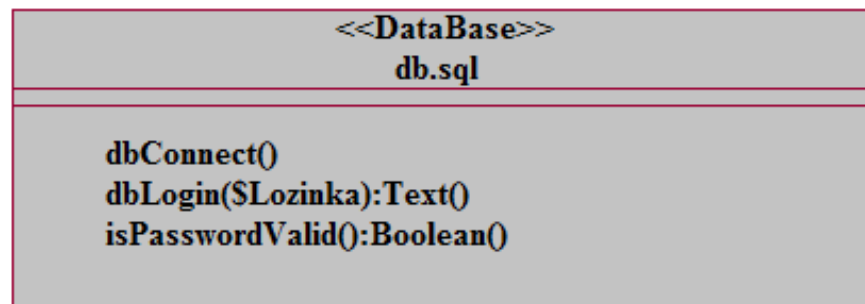 <<DataBase>>
db.sql
dbConnect()
dbLogin($Lozinka):Text()
isPasswordValid():Boolean()